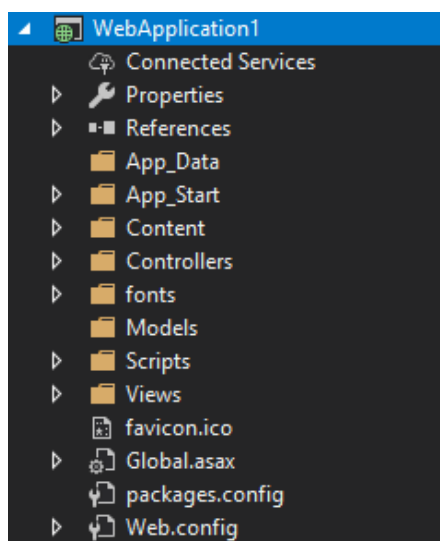 WebApplication1
Connected Services
Properties
References
App_Data
App_Start
Content
Controllers
fonts
Models
Scripts
Views
favicon.ico
Global.asax
packages.config
Web.config